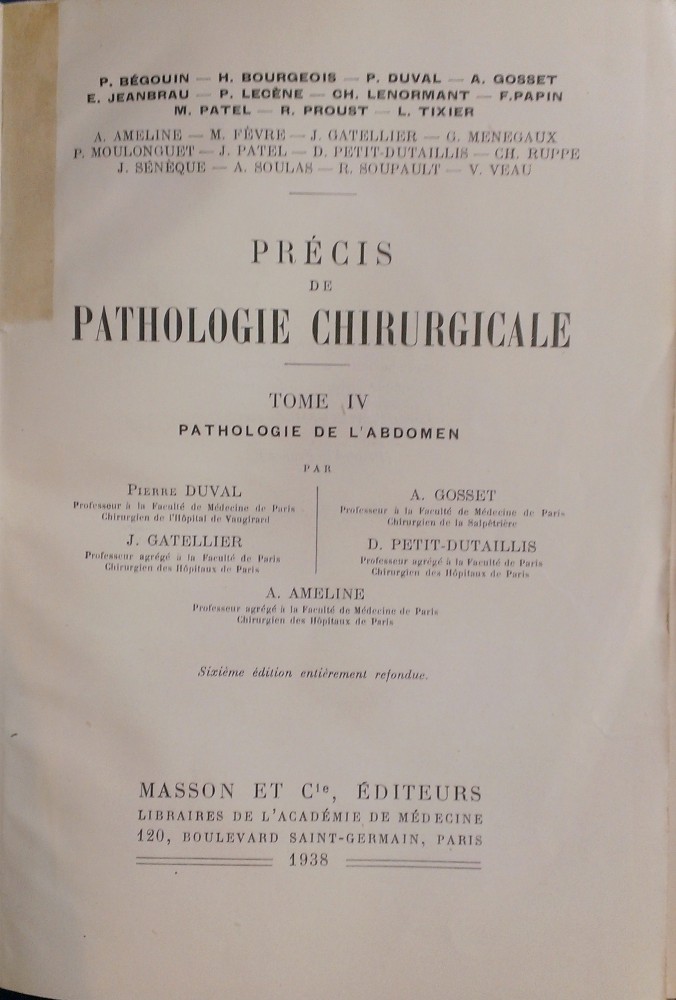 P. BÉGOUIN — H. BOURGEOIS — P. DUVAL — A. GOSSET
E. JEANBRAU — P. LECÈNE — CH. LENORMANT — F. PAPIN
M. PATEL — R. PROUST — L. TIXIER
A. AMELINE — M. FÈVRE — J. GATELLIER — G. MENEGAUX
P. MOULONGUET — J. PATEL — D. PETIT-DUTAILLIS — CH. RUPPE
J. SÉNÈQUE — A. SOULAS — R. SOUPAULT — V. VEAU
PRÉCIS
DE
PATHOLOGIE CHIRURGICALE
TOME IV
PATHOLOGIE DE L'ABDOMEN
PAR
PIERRE DUVAL
Professeur à la Faculté de Médecine de Paris
Chirurgien de l'Hôpital de Vaugirard
A. GOSSET
Professeur à la Faculté de Médecine de Paris
Chirurgien de la Salpêtrière
J. GATELLIER
Professeur agrégé à la Faculté de Paris
Chirurgien des Hôpitaux de Paris
D. PETIT-DUTAILLIS
Professeur agrégé à la Faculté de Paris
Chirurgien des Hôpitaux de Paris
A. AMELINE
Professeur agrégé à la Faculté de Médecine de Paris
Chirurgien des Hôpitaux de Paris
Sixième édition entièrement refondue.
MASSON ET Cie, ÉDITEURS
LIBRAIRES DE L'ACADÉMIE DE MÉDECINE
120, BOULEVARD SAINT-GERMAIN, PARIS
1938